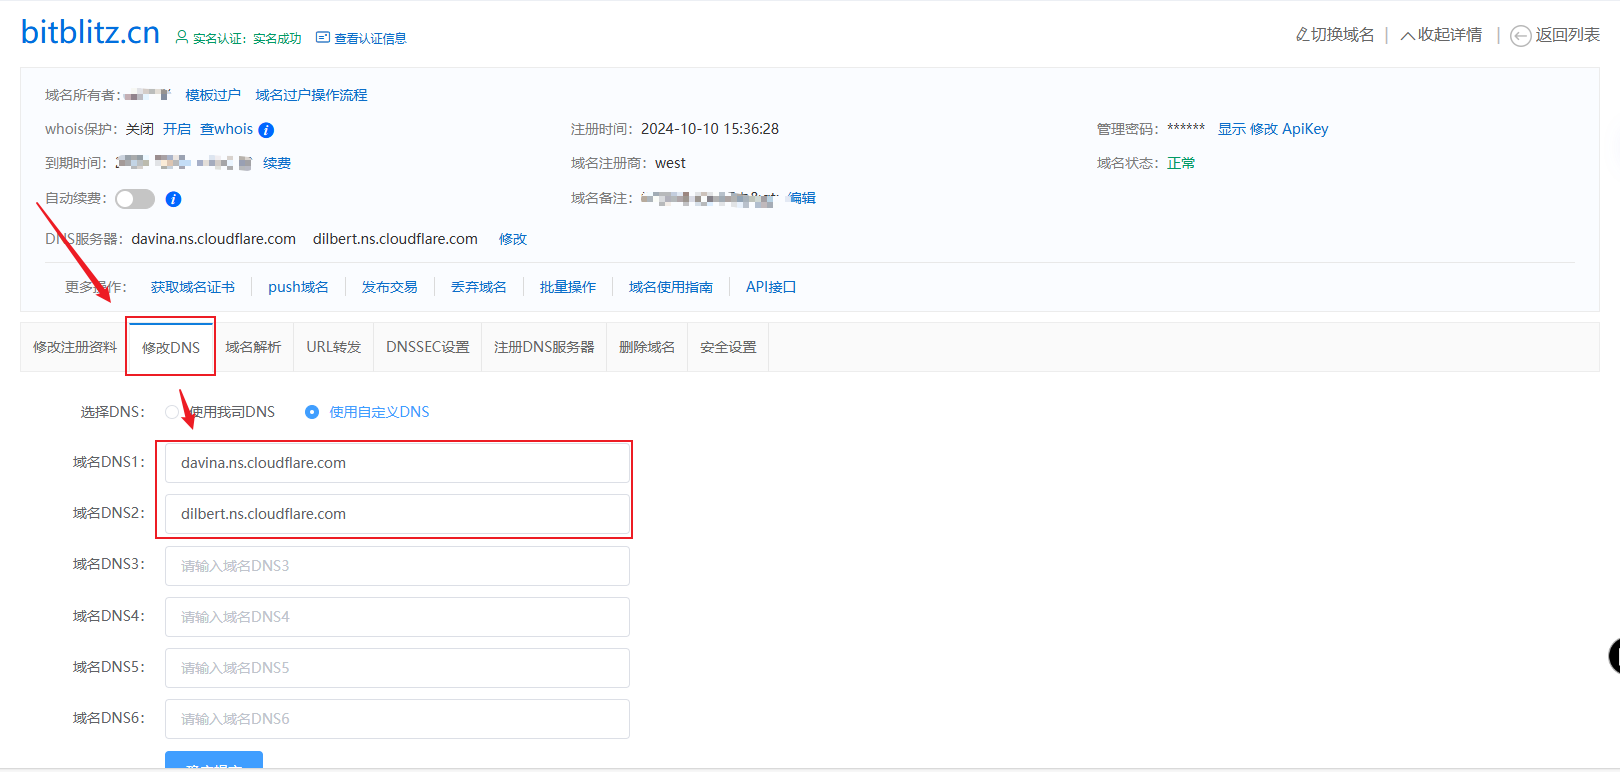 bitblitz.cn 实名认证：实名成功 查看认证信息 切换域名 | 收起详情 | 返回列表
域名所有者： 模板过户 域名过户操作流程
whois保护： 关闭 开启 查whois 注册时间： 2024-10-10 15:36:28 管理密码： ****** 显示 修改 ApiKey
到期时间： 续费 域名注册商： west 域名状态： 正常
自动续费： 域名备注： 编辑
DNS服务器： davina.ns.cloudflare.com dilbert.ns.cloudflare.com 修改
更多操作： 获取域名证书 push域名 发布交易 丢弃域名 批量操作 域名使用指南 API接口
修改注册资料 修改DNS 域名解析 URL转发 DNSSEC设置 注册DNS服务器 删除域名 安全设置
选择DNS： 使用我司DNS 使用自定义DNS
域名DNS1： davina.ns.cloudflare.com
域名DNS2： dilbert.ns.cloudflare.com
域名DNS3： 请输入域名DNS3
域名DNS4： 请输入域名DNS4
域名DNS5： 请输入域名DNS5
域名DNS6： 请输入域名DNS6